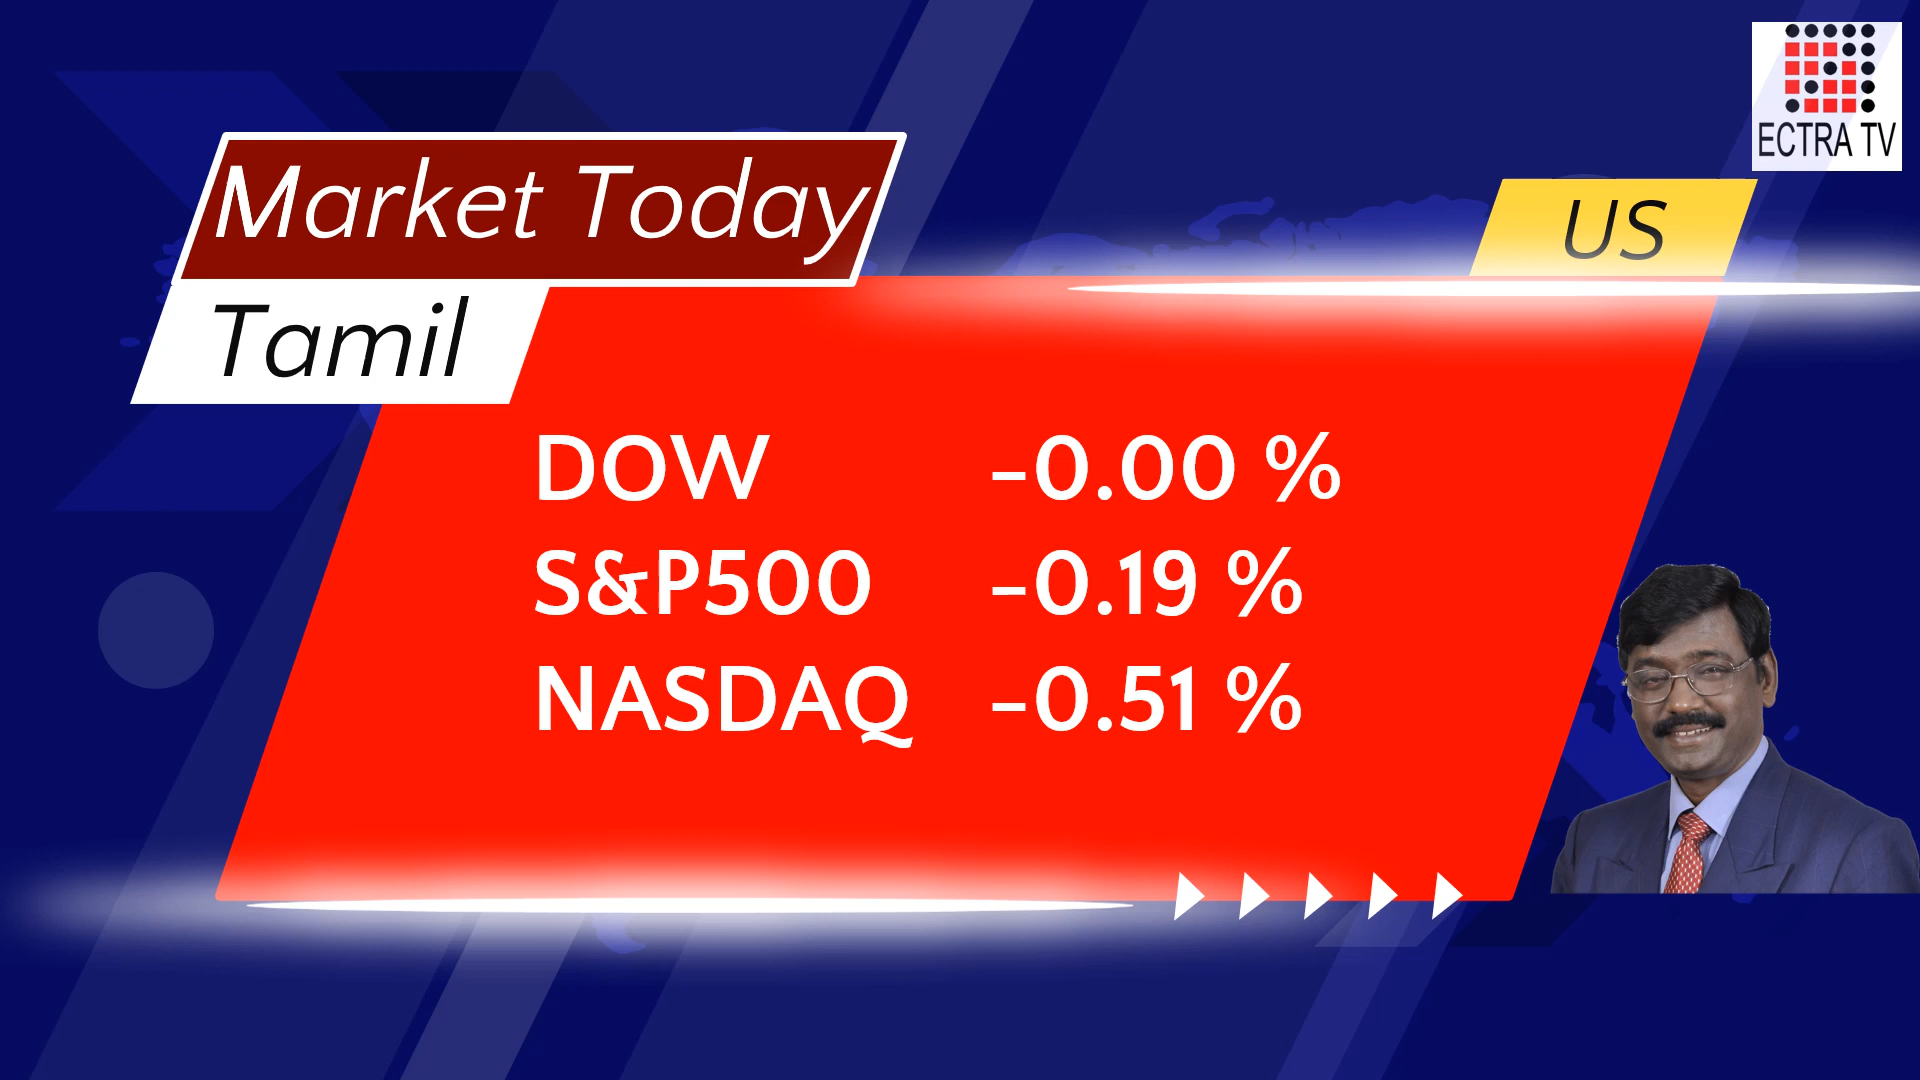 ECTRA TV
Market Today
US
Tamil
DOW -0.00 %
S&P500 -0.19 %
NASDAQ -0.51 %